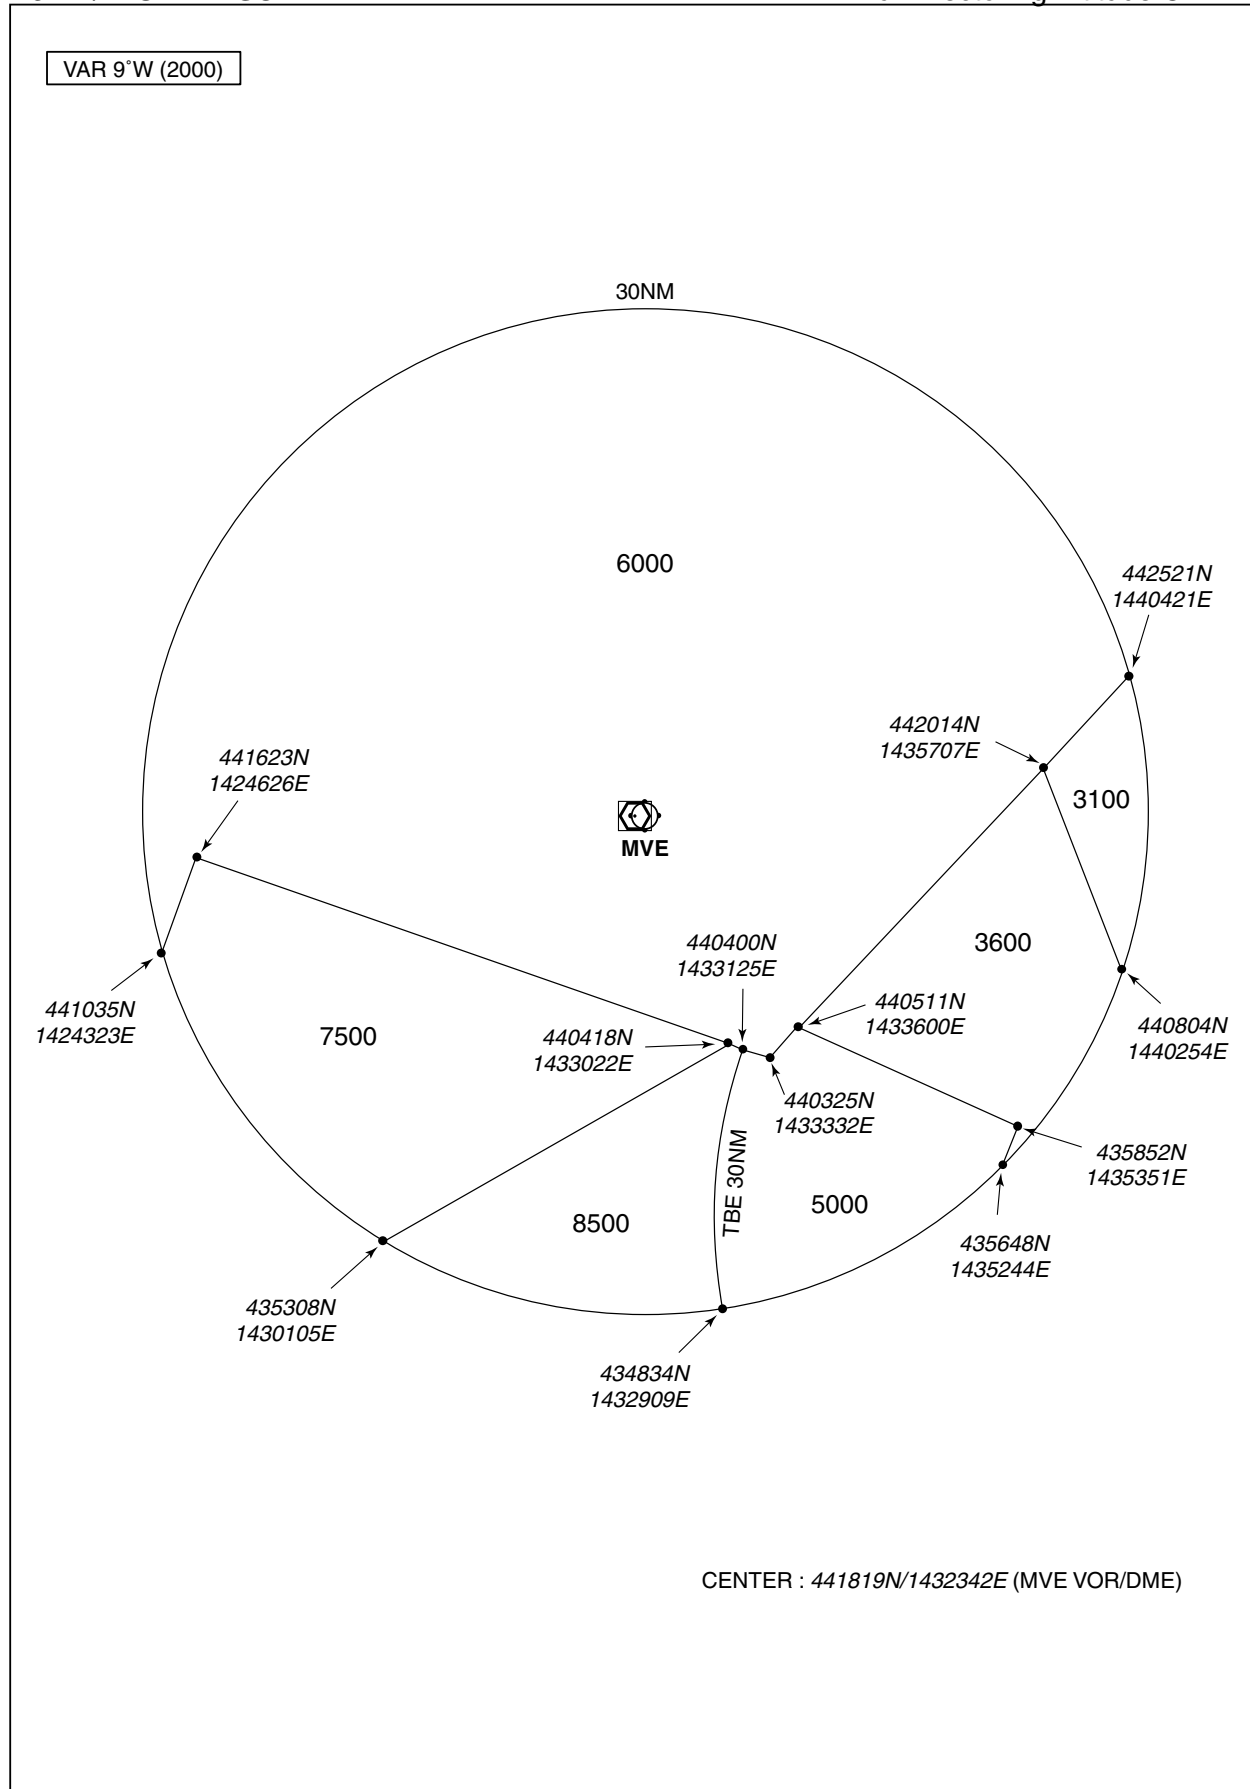 VAR 9˚W (2000)
30NM
6000
442521N
1440421E
442014N
1435707E
441623N
1424626E
3100
MVE
440400N
1433125E
3600
441035N
1424323E
7500
440418N
1433022E
440511N
1433600E
440804N
1440254E
440325N
1433332E
435852N
1435351E
TBE 30NM
5000
8500
435648N
1435244E
435308N
1430105E
434834N
1432909E
CENTER : 441819N/1432342E (MVE VOR/DME)